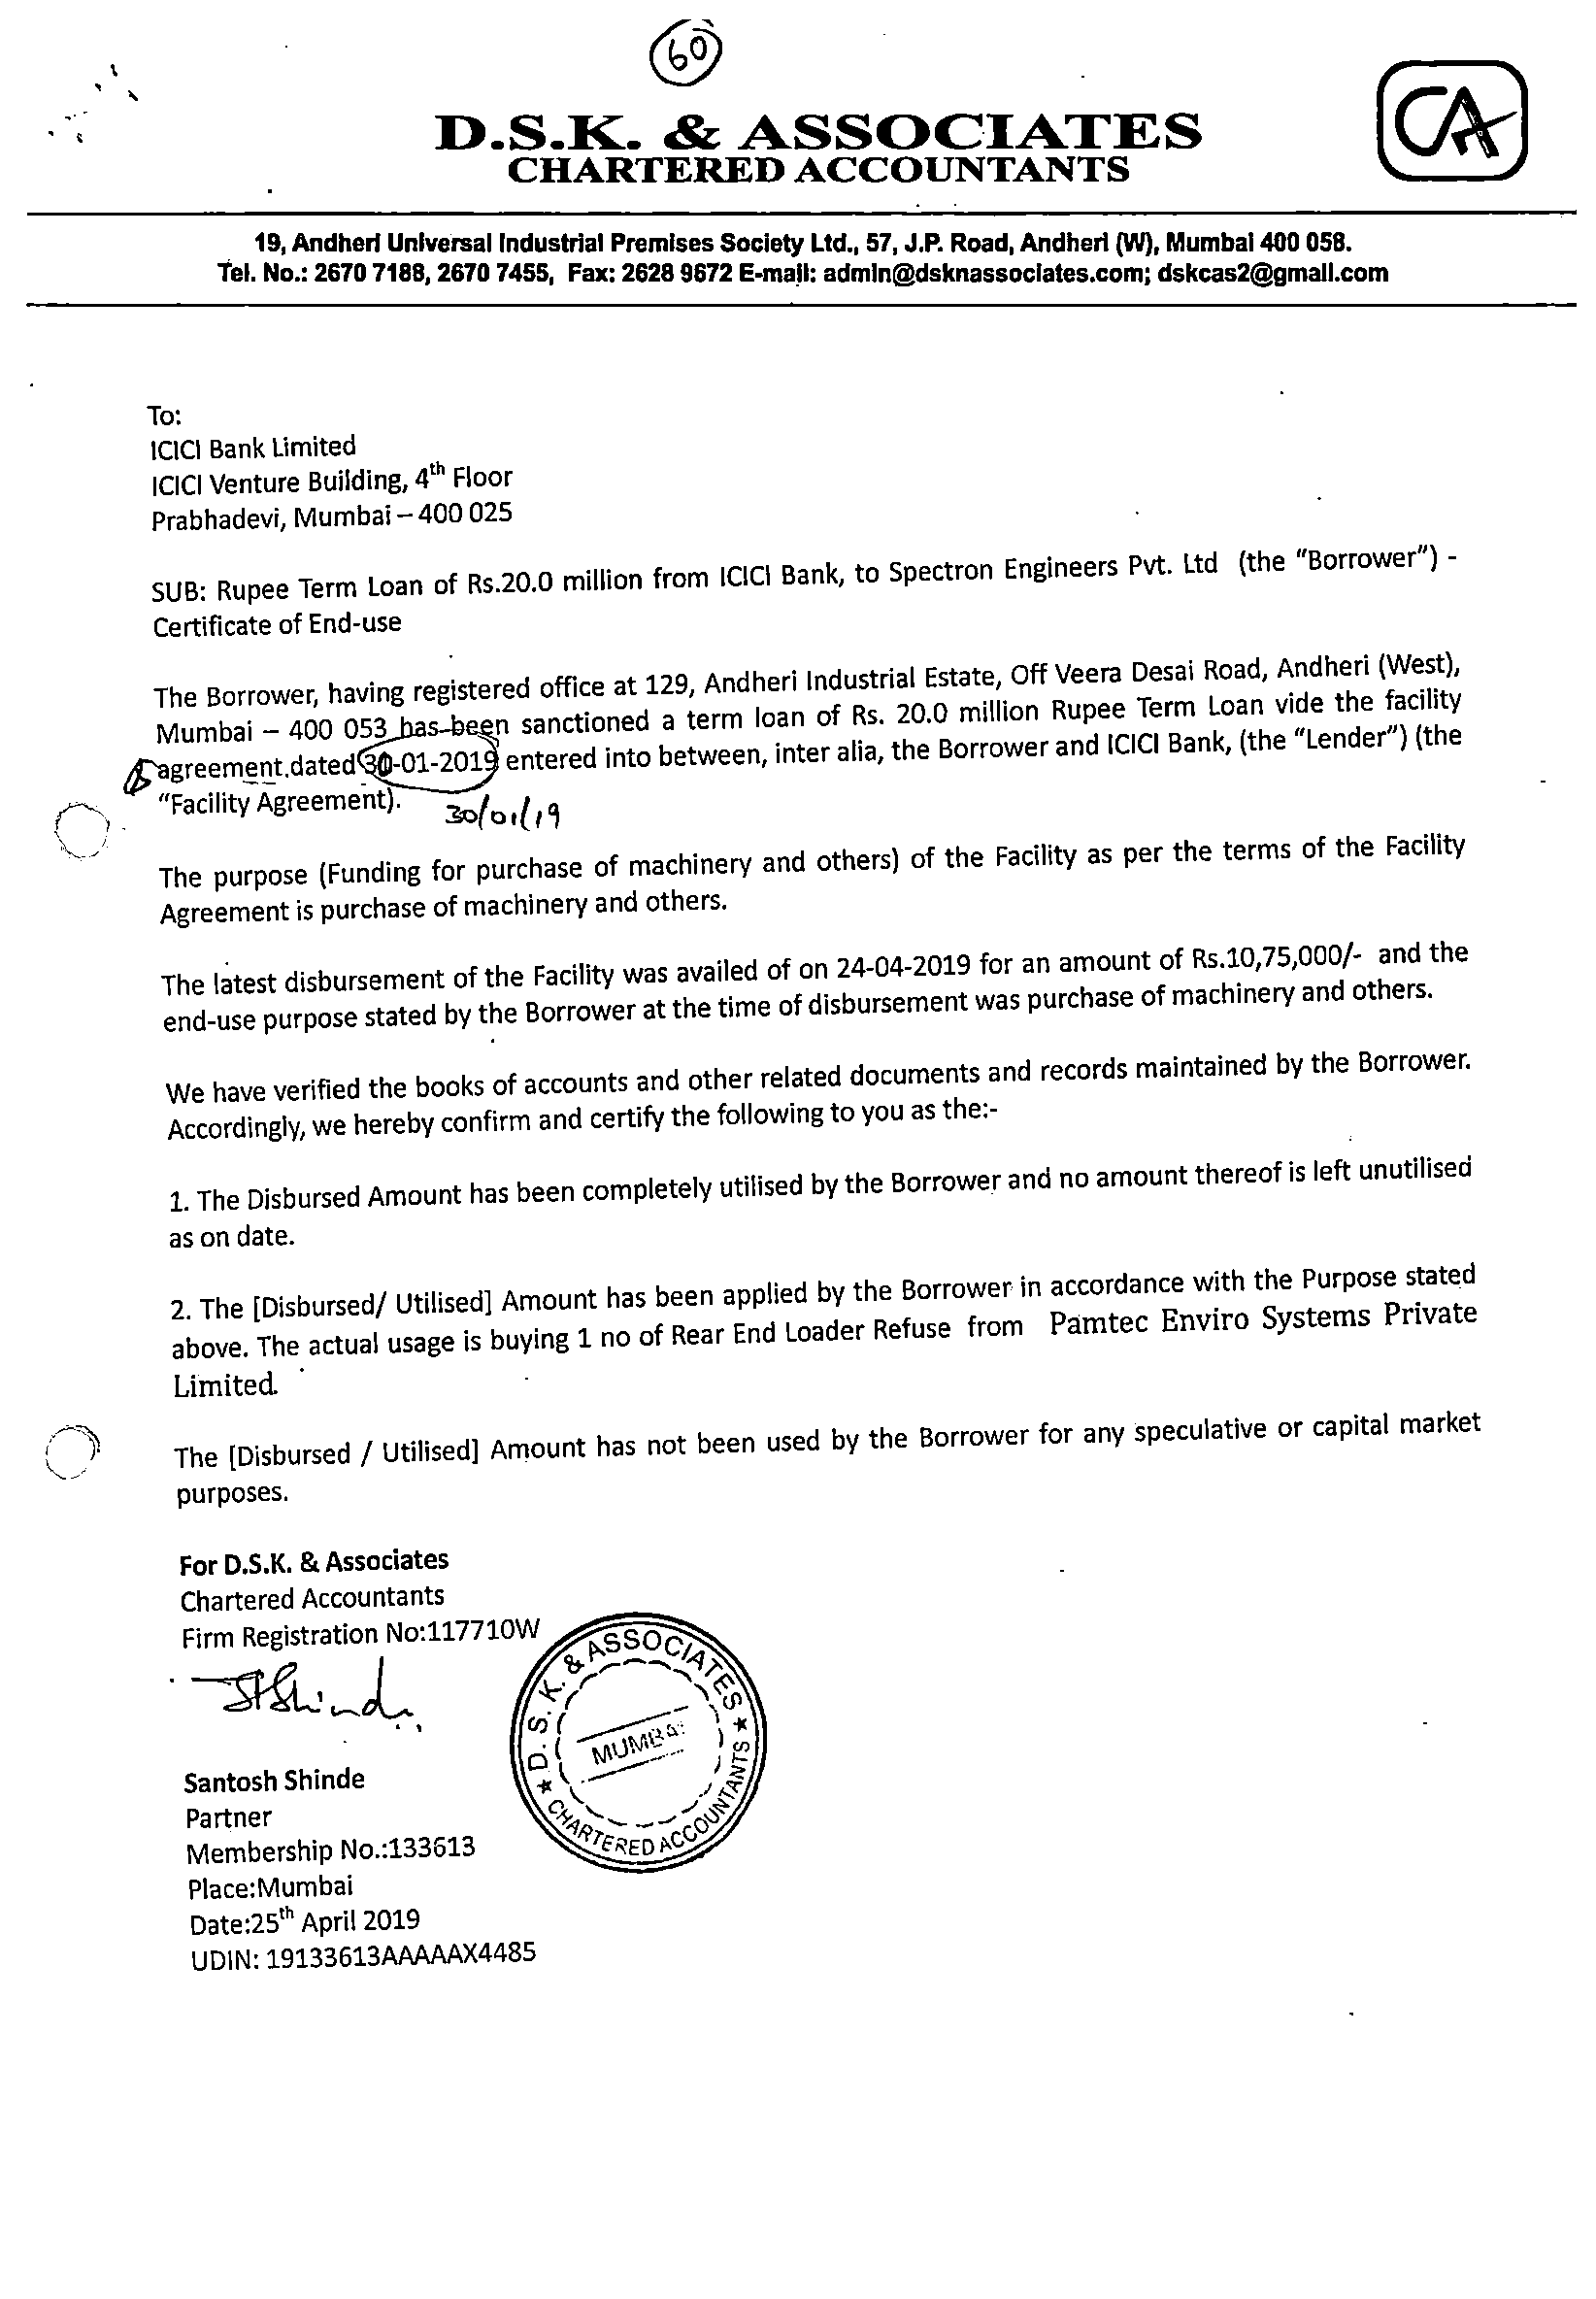 60
D.S.K. & ASSOCIATES
CHARTERED ACCOUNTANTS
CA
19, Andheri Universal Industrial Premises Society Ltd., 57, J.P. Road, Andheri (W), Mumbai 400 058.
Tel. No.: 2670 7188, 2670 7455, Fax: 2628 9672 E-mail: admin@dsknassociates.com; dskcas2@gmail.com
To:
ICICI Bank Limited
ICICI Venture Building, 4th Floor
Prabhadevi, Mumbai – 400 025
SUB: Rupee Term Loan of Rs.20.0 million from ICICI Bank, to Spectron Engineers Pvt. Ltd (the “Borrower”) -
Certificate of End-use
The Borrower, having registered office at 129, Andheri Industrial Estate, Off Veera Desai Road, Andheri (West),
Mumbai – 400 053 has been sanctioned a term loan of Rs. 20.0 million Rupee Term Loan vide the facility
agreement dated 30-01-2019 entered into between, inter alia, the Borrower and ICICI Bank, (the “Lender”) (the
“Facility Agreement).
30/01/19
The purpose (Funding for purchase of machinery and others) of the Facility as per the terms of the Facility
Agreement is purchase of machinery and others.
The latest disbursement of the Facility was availed of on 24-04-2019 for an amount of Rs.10,75,000/- and the
end-use purpose stated by the Borrower at the time of disbursement was purchase of machinery and others.
We have verified the books of accounts and other related documents and records maintained by the Borrower.
Accordingly, we hereby confirm and certify the following to you as the:-
1. The Disbursed Amount has been completely utilised by the Borrower and no amount thereof is left unutilised
as on date.
2. The [Disbursed/ Utilised] Amount has been applied by the Borrower in accordance with the Purpose stated
above. The actual usage is buying 1 no of Rear End Loader Refuse from Pamtec Enviro Systems Private
Limited.
The [Disbursed / Utilised] Amount has not been used by the Borrower for any speculative or capital market
purposes.
For D.S.K. & Associates
Chartered Accountants
Firm Registration No:117710W
D. S. K. & ASSOCIATES
MUMBAI
CHARTERED ACCOUNTANTS
Santosh Shinde
Partner
Membership No.:133613
Place:Mumbai
Date:25th April 2019
UDIN: 19133613AAAAAX4485